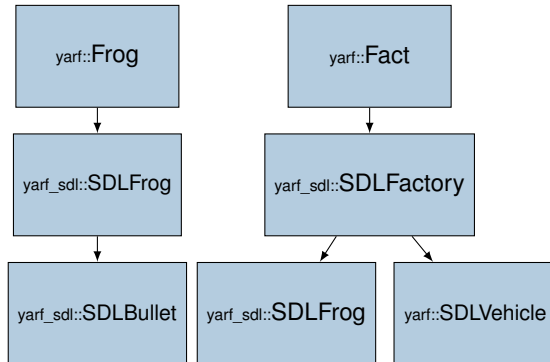 yarf::Frog
yarf::Fact
yarf_sdl::SDLFrog
yarf_sdl::SDLFactory
yarf_sdl::SDLBullet
yarf_sdl::SDLFrog
yarf::SDLVehicle